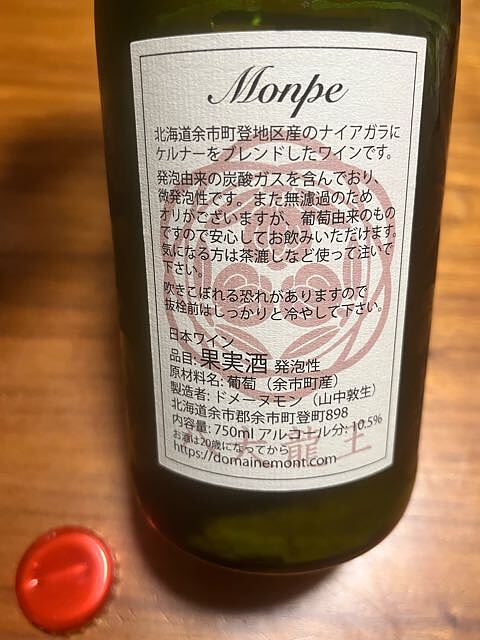 Monpe
北海道余市町登地区産のナイアガラに
ケルナーをブレンドしたワインです。
発泡由来の炭酸ガスを含んでおり、
微発泡性です。また無濾過のため
オリがございますが、葡萄由来のもの
ですので安心してお飲みいただけます。
気になる方は茶漉しなど使って注いで
下さい。
吹きこぼれる恐れがありますので
抜栓前はしっかりと冷やして下さい。
日本ワイン
品目:果実酒 発泡性
原材料名:葡萄（余市町産）
製造者:ドメーヌモン（山中敦生）
北海道余市郡余市町登町898
内容量:750ml アルコール分:10.5%
お酒は20歳になってから
https://domainemont.com
龍王